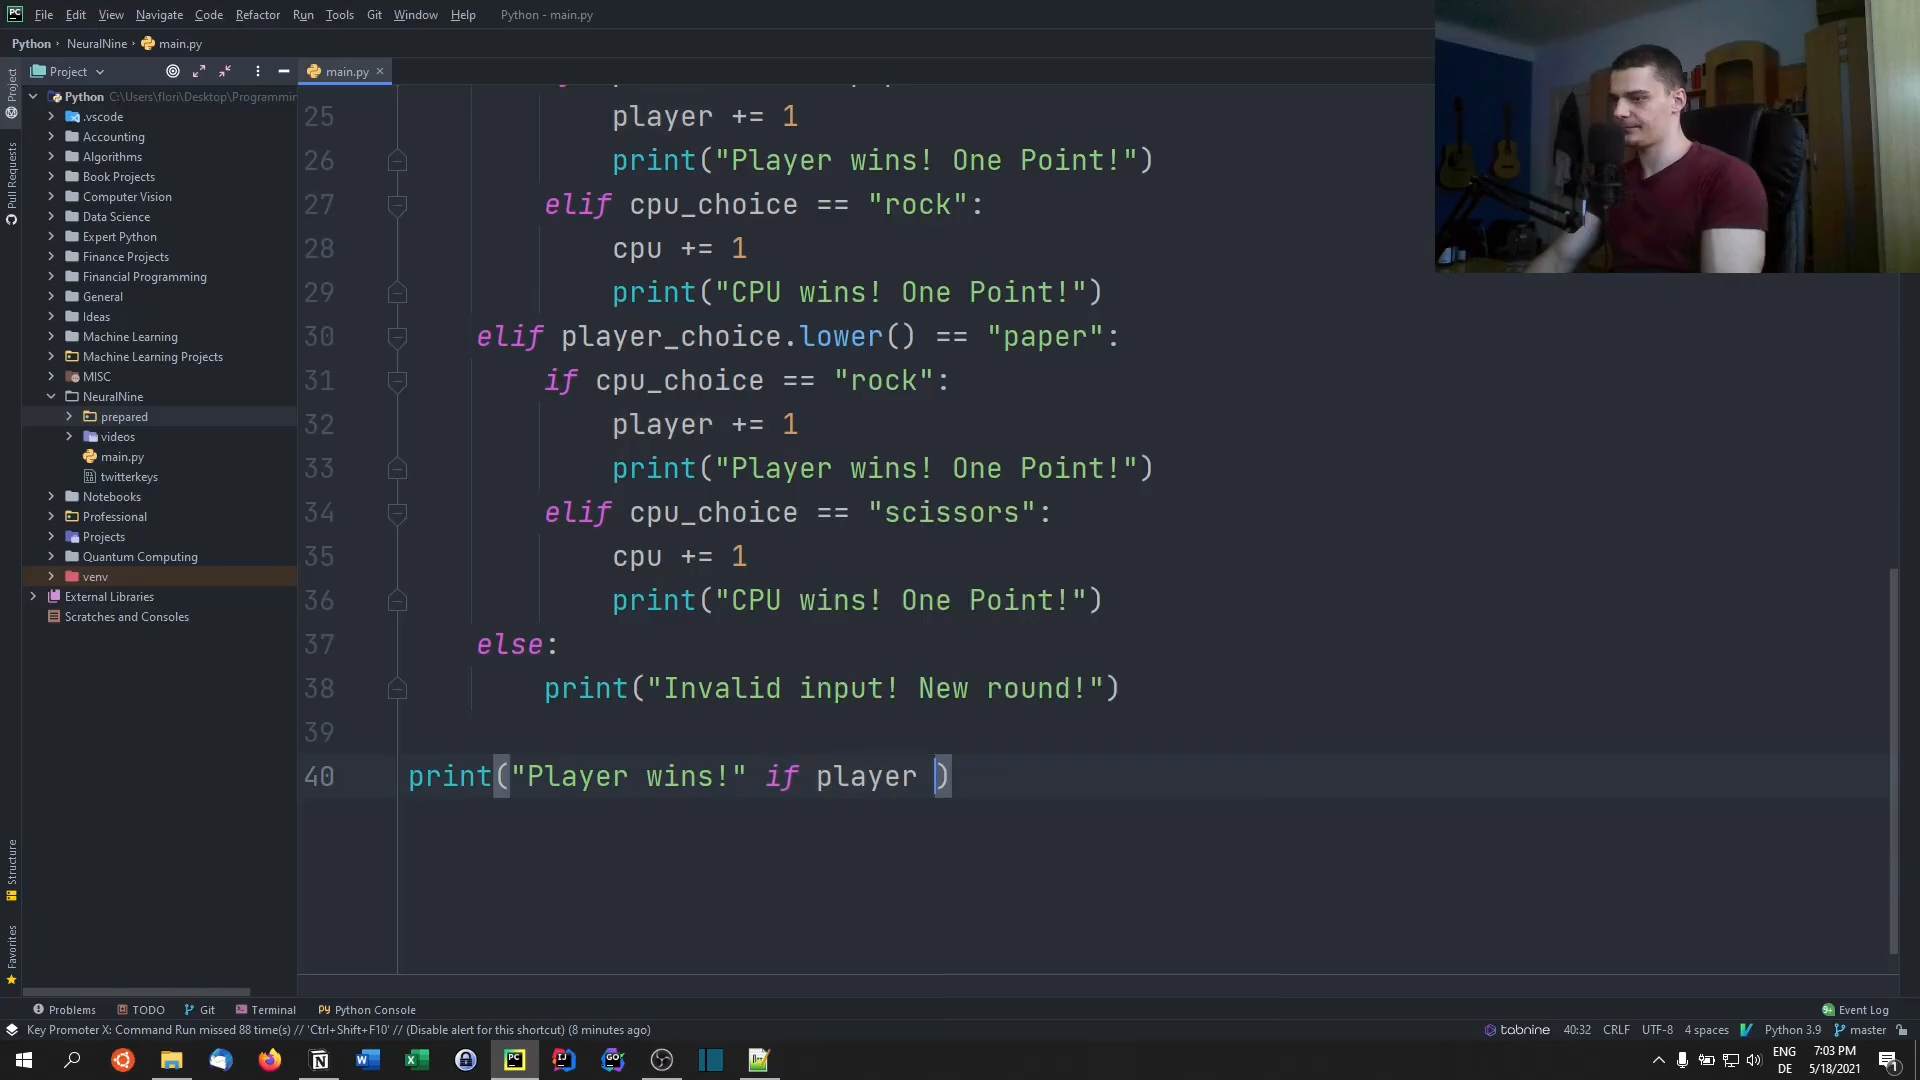 PC File Edit View Navigate Code Refactor Run Tools Git Window Help Python - main.py
Python NeuralNine main.py
Project main.py
Project
Pull Requests
Structure
Favorites
Python C:\Users\flori\Desktop\Programmin
.vscode
Accounting
Algorithms
Book Projects
Computer Vision
Data Science
Expert Python
Finance Projects
Financial Programming
General
Ideas
Machine Learning
Machine Learning Projects
MISC
NeuralNine
prepared
videos
main.py
twitterkeys
Notebooks
Professional
Projects
Quantum Computing
venv
External Libraries
Scratches and Consoles
25 player += 1
26 print("Player wins! One Point!")
27 elif cpu_choice == "rock":
28 cpu += 1
29 print("CPU wins! One Point!")
30 elif player_choice.lower() == "paper":
31 if cpu_choice == "rock":
32 player += 1
33 print("Player wins! One Point!")
34 elif cpu_choice == "scissors":
35 cpu += 1
36 print("CPU wins! One Point!")
37 else:
38 print("Invalid input! New round!")
39
40 print("Player wins!" if player )
Problems TODO Git Terminal Python Console Event Log
Key Promoter X: Command Run missed 88 time(s) // 'Ctrl+Shift+F10' // (Disable alert for this shortcut) (8 minutes ago) tabnine 40:32 CRLF UTF-8 4 spaces Python 3.9 master
ENG 7:03 PM
DE 5/18/2021